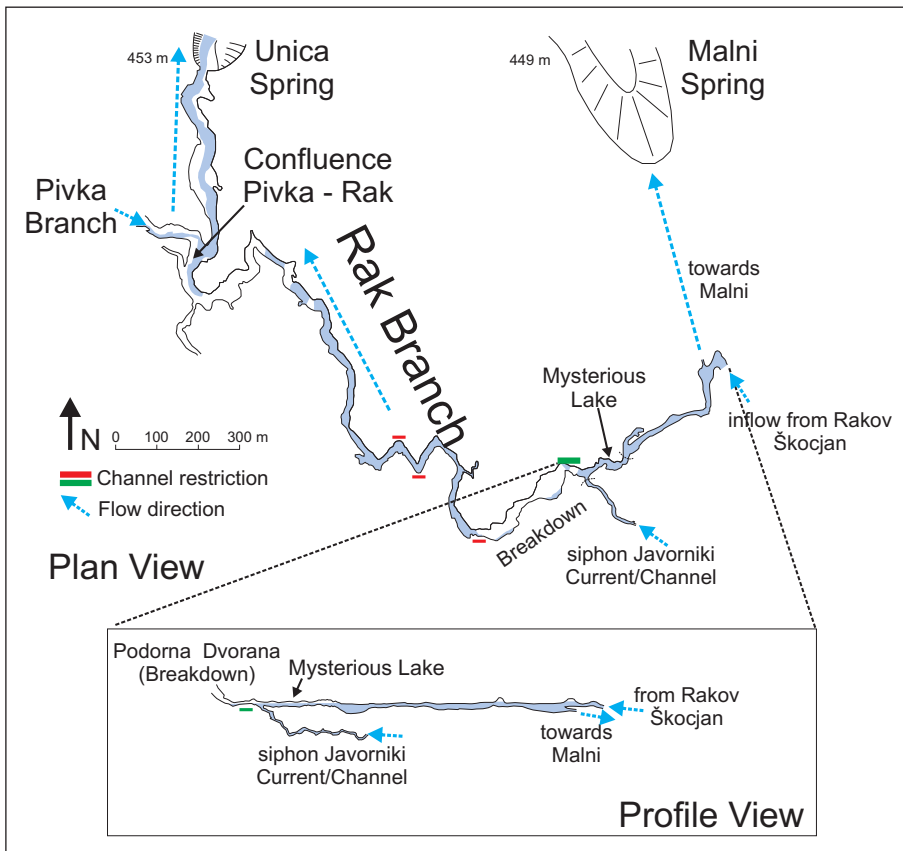 453 m
Unica
Spring
449 m
Malni
Spring
Confluence
Pivka - Rak
Pivka
Branch
Rak Branch
towards
Malni
Mysterious
Lake
inflow from Rakov
Škocjan
N
0 100 200 300 m
Channel restriction
Flow direction
Breakdown
siphon Javorniki
Current/Channel
Plan View
Podorna Dvorana
(Breakdown)
Mysterious Lake
from Rakov
Škocjan
towards
Malni
siphon Javorniki
Current/Channel
Profile View